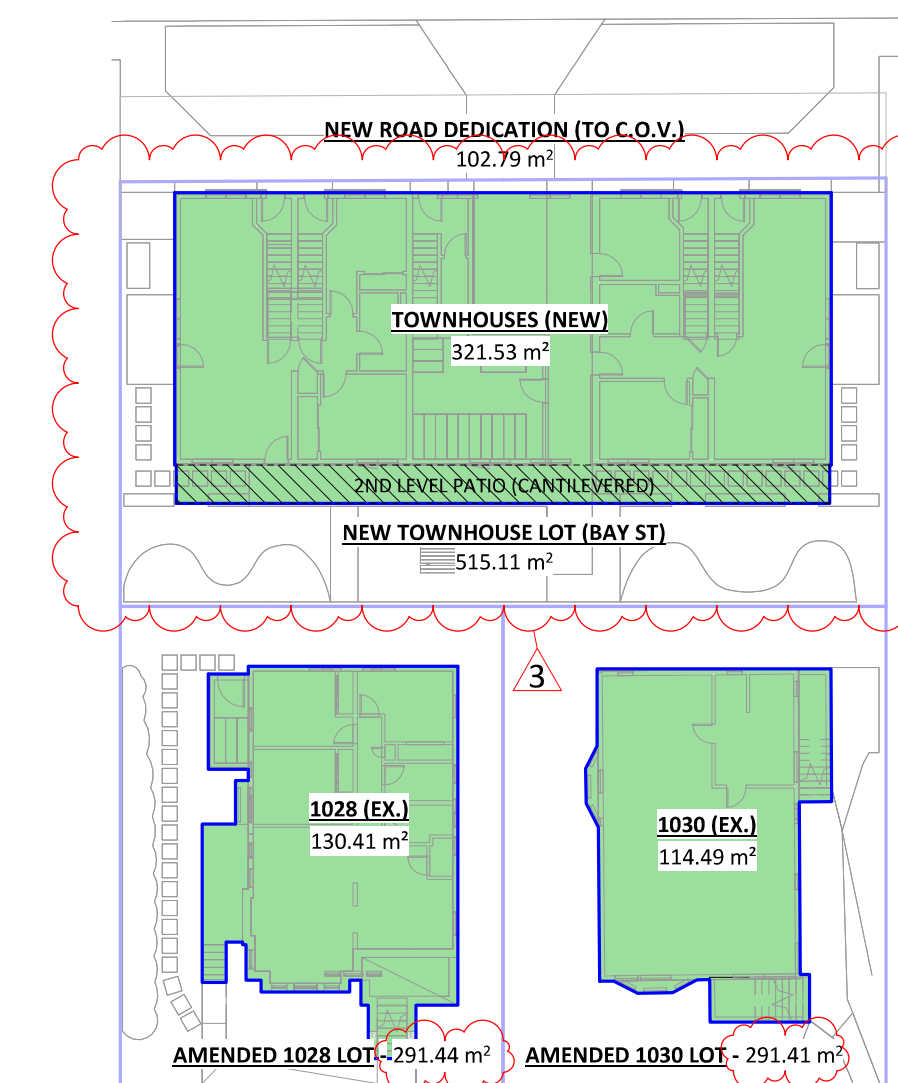 NEW ROAD DEDICATION (TO C.O.V.)
102.79 m²
TOWNHOUSES (NEW)
321.53 m²
2ND LEVEL PATIO (CANTILEVERED)
NEW TOWNHOUSE LOT (BAY ST)
515.11 m²
3
1028 (EX.)
130.41 m²
1030 (EX.)
114.49 m²
AMENDED 1028 LOT - 291.44 m²
AMENDED 1030 LOT - 291.41 m²